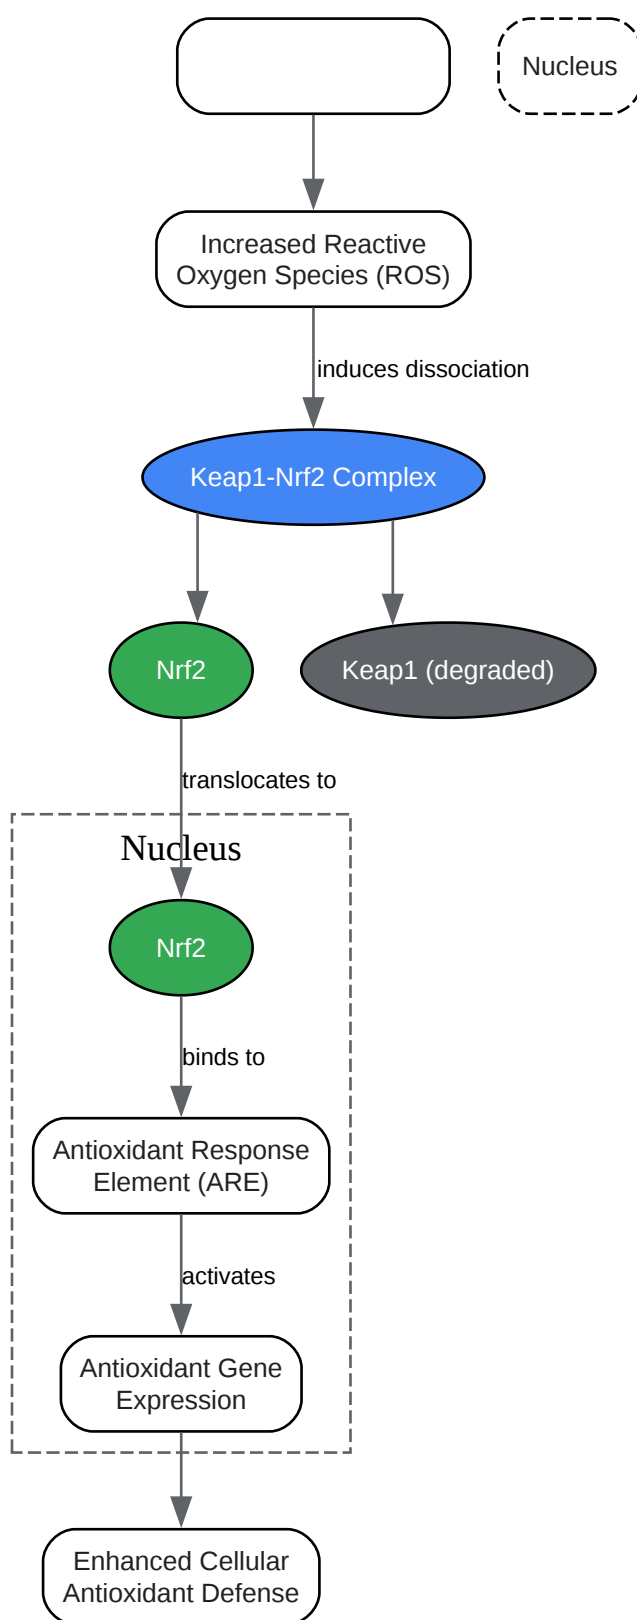 Nucleus
Increased Reactive
Oxygen Species (ROS)
induces dissociation
Keap1-Nrf2 Complex
Nrf2
Keap1 (degraded)
translocates to
Nucleus
Nrf2
binds to
Antioxidant Response
Element (ARE)
activates
Antioxidant Gene
Expression
Enhanced Cellular
Antioxidant Defense